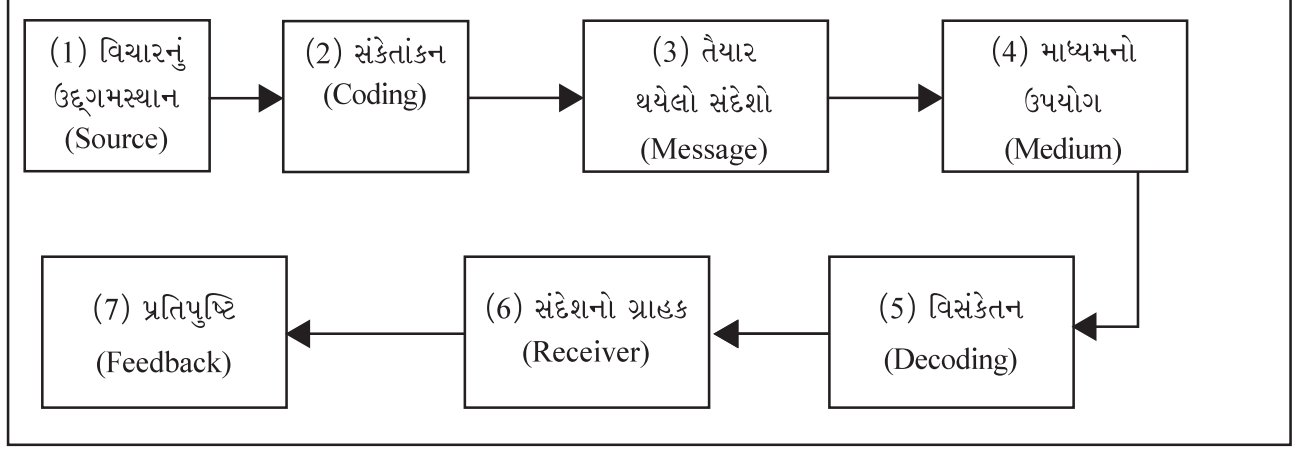 (1) વિચારનું
ઉદ્ગમસ્થાન
(Source)
(2) સંકેતાંકન
(Coding)
(3) તૈયાર
થયેલો સંદેશો
(Message)
(4) માધ્યમનો
ઉપયોગ
(Medium)
(5) વિસંકેતન
(Decoding)
(6) સંદેશનો ગ્રાહક
(Receiver)
(7) પ્રતિપુષ્ટિ
(Feedback)